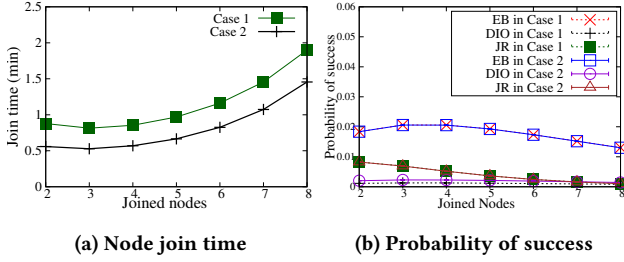 2.5
2
1.5
1
0.5
0
Join time (min)
Case 1
Case 2
2 3 4 5 6 7 8
Joined nodes
(a) Node join time
0.06
0.05
0.04
0.03
0.02
0.01
0
Probability of success
EB in Case 1
DIO in Case 1
JR in Case 1
EB in Case 2
DIO in Case 2
JR in Case 2
2 3 4 5 6 7 8
Joined Nodes
(b) Probability of success